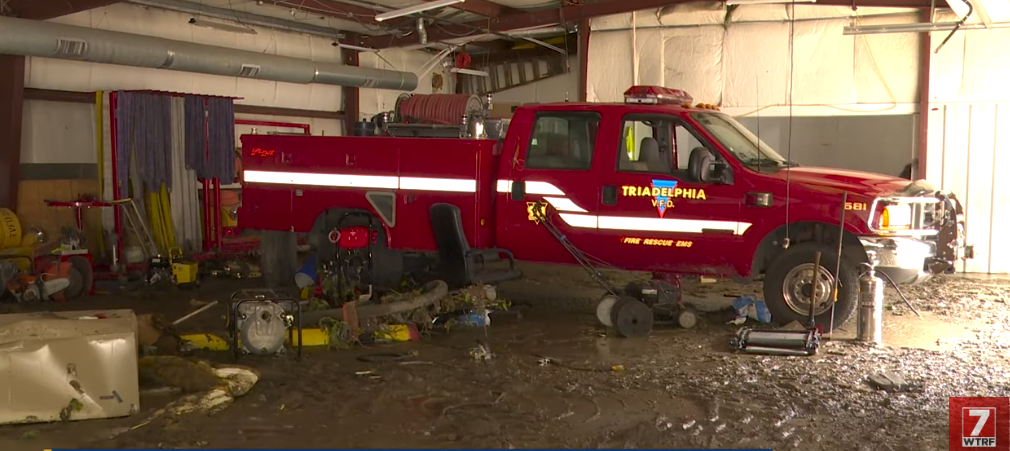 TRIADELPHIA
V.F.D.
FIRE RESCUE EMS
581
7
WTRF